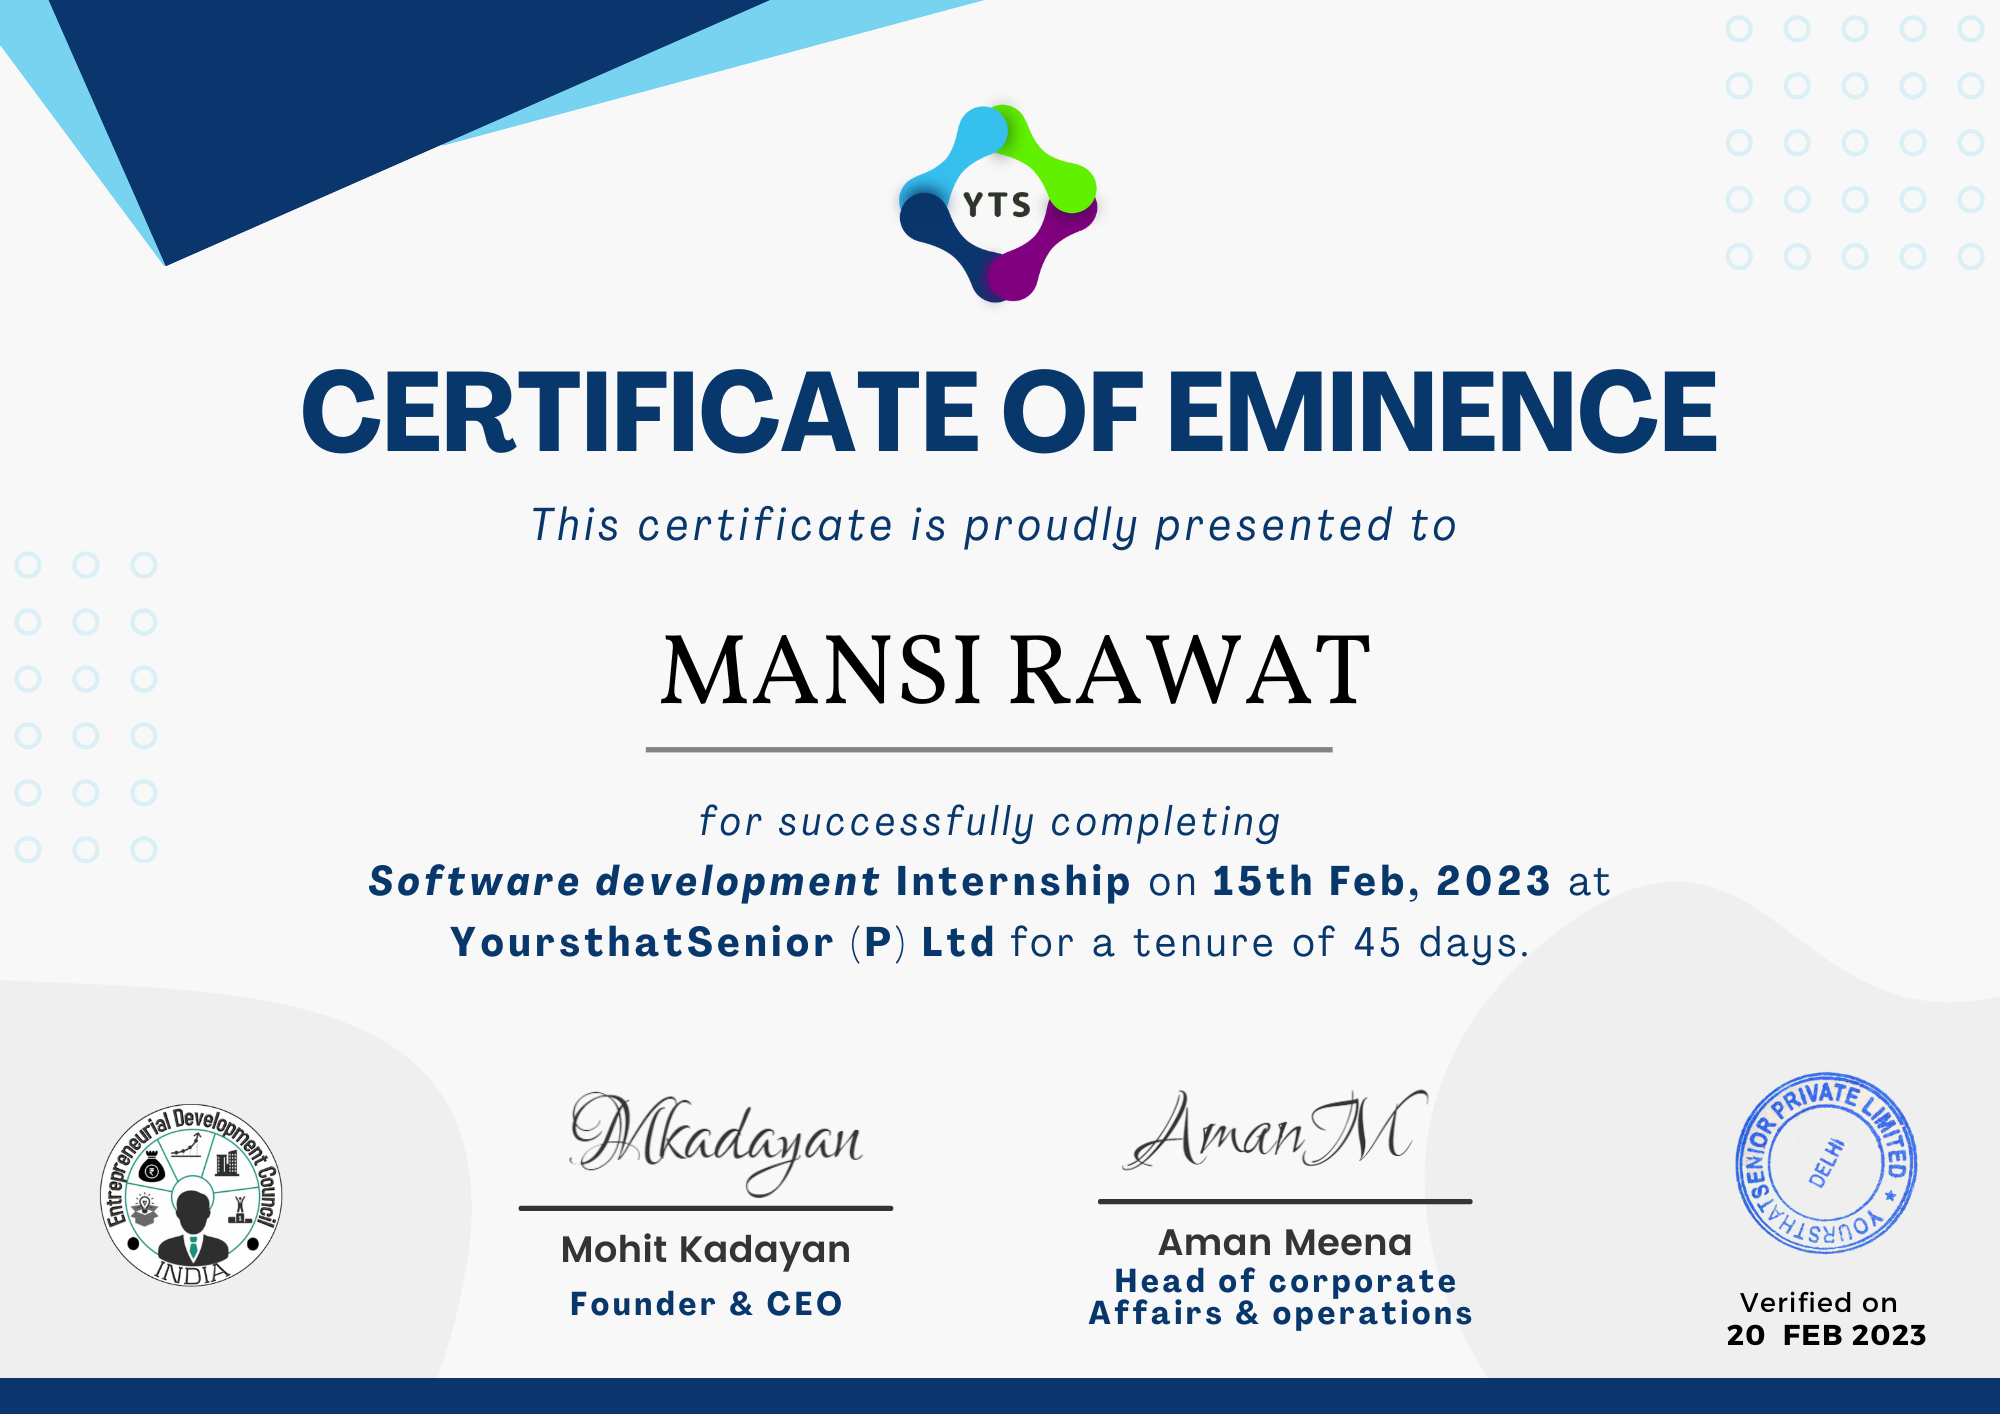 YTS
CERTIFICATE OF EMINENCE
This certificate is proudly presented to
MANSI RAWAT
for successfully completing
Software development Internship on 15th Feb, 2023 at
YoursthatSenior (P) Ltd for a tenure of 45 days.
Entrepreneurial Development Council
INDIA
Mkadayan
Mohit Kadayan
Founder & CEO
Aman M
Aman Meena
Head of corporate
Affairs & operations
YOURSTHATSENIOR PRIVATE LIMITED ★
DELHI
Verified on
20 FEB 2023